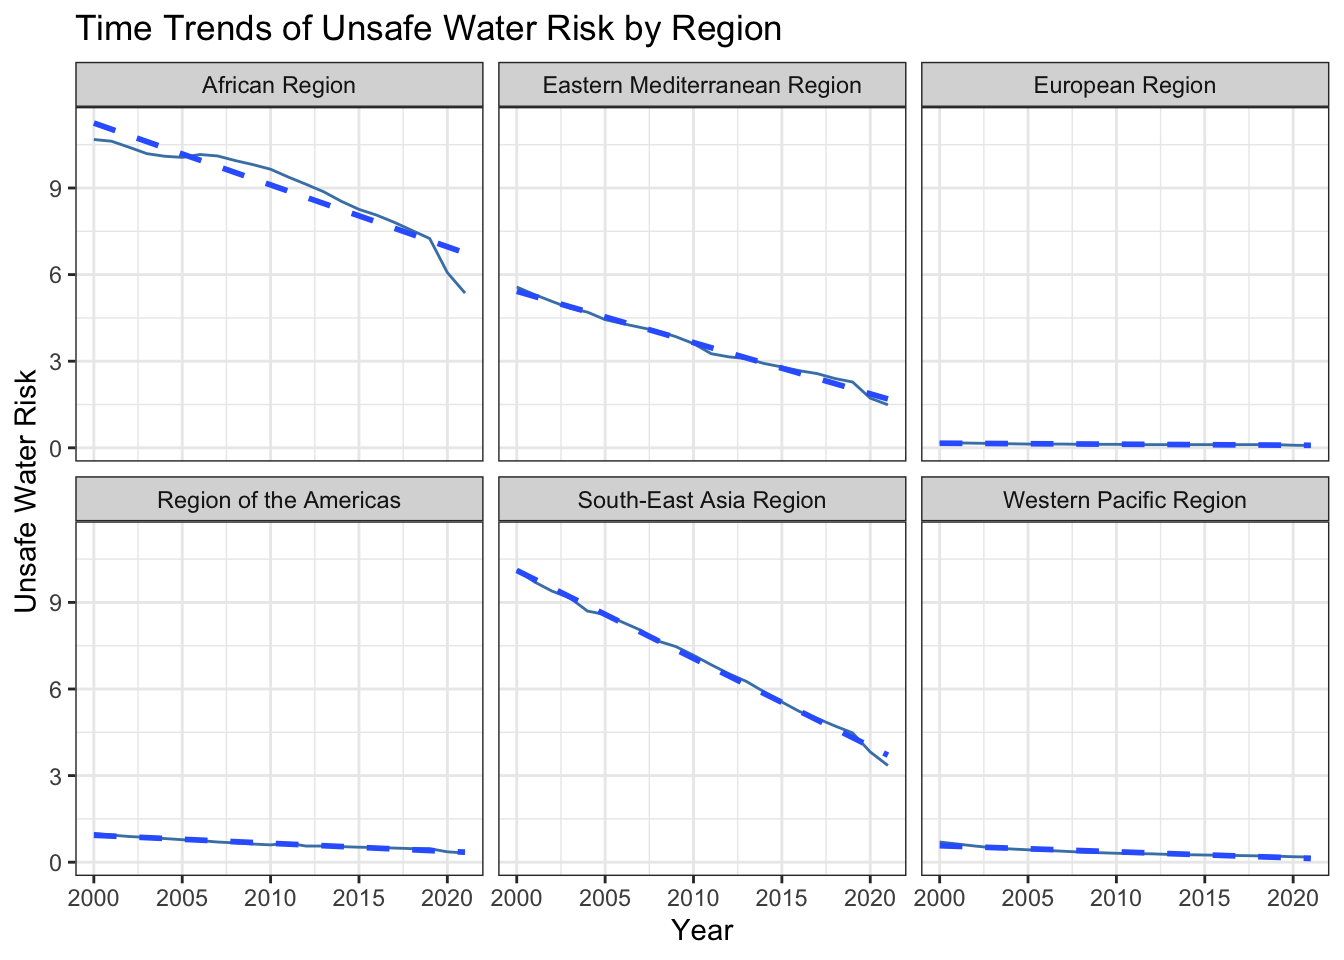 Time Trends of Unsafe Water Risk by Region
African Region
Eastern Mediterranean Region
European Region
9
6
3
0
Unsafe Water Risk
Region of the Americas
South-East Asia Region
Western Pacific Region
9
6
3
0
2000 2005 2010 2015 2020
2000 2005 2010 2015 2020
2000 2005 2010 2015 2020
Year